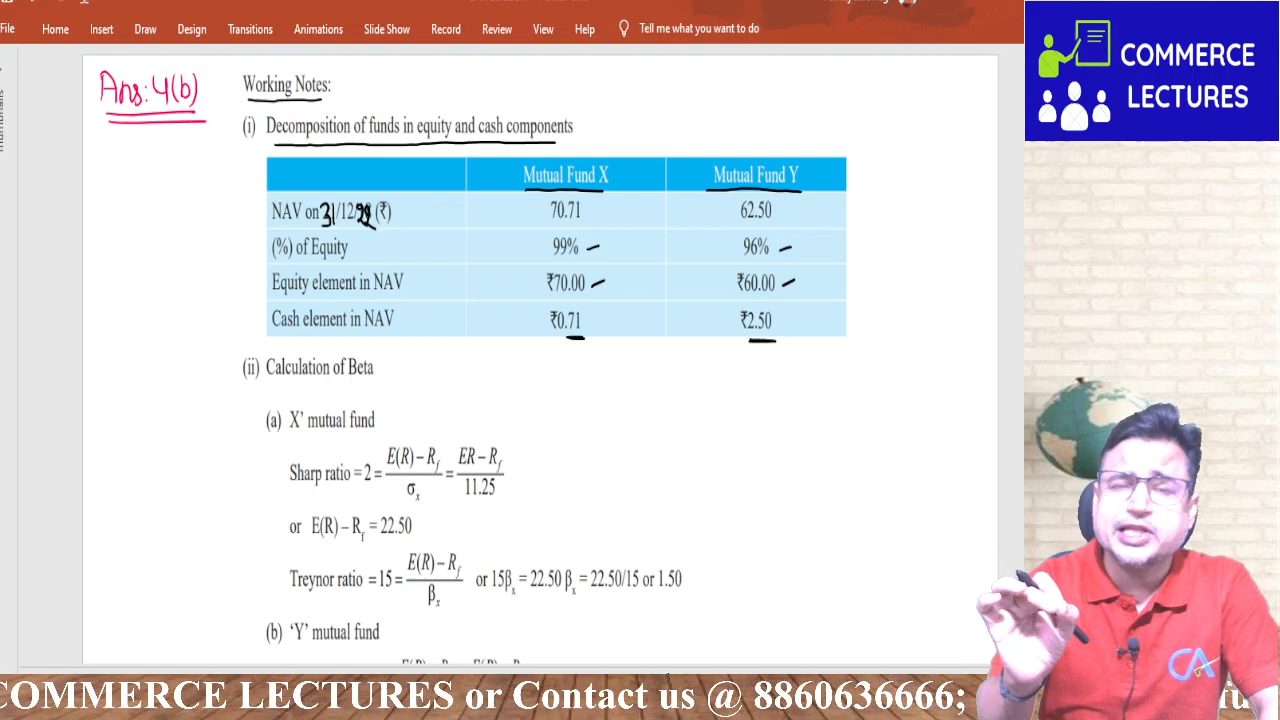 File Home Insert Draw Design Transitions Animations Slide Show Record Review View Help Tell me what you want to do
COMMERCE
LECTURES
Ans: 4(b)
Working Notes:
(i) Decomposition of funds in equity and cash components
Mutual Fund X Mutual Fund Y
NAV on 31/12/22 (₹) 70.71 62.50
(%) of Equity 99% 96%
Equity element in NAV ₹70.00 ₹60.00
Cash element in NAV ₹0.71 ₹2.50
(ii) Calculation of Beta
(a) X’ mutual fund
Sharp ratio = 2 = E(R) – Rf / σx = ER – Rf / 11.25
or E(R) – Rf = 22.50
Treynor ratio = 15 = E(R) – Rf / βx or 15βx = 22.50 βx = 22.50/15 or 1.50
(b) ‘Y’ mutual fund
CA
COMMERCE LECTURES or Contact us @ 8860636666;